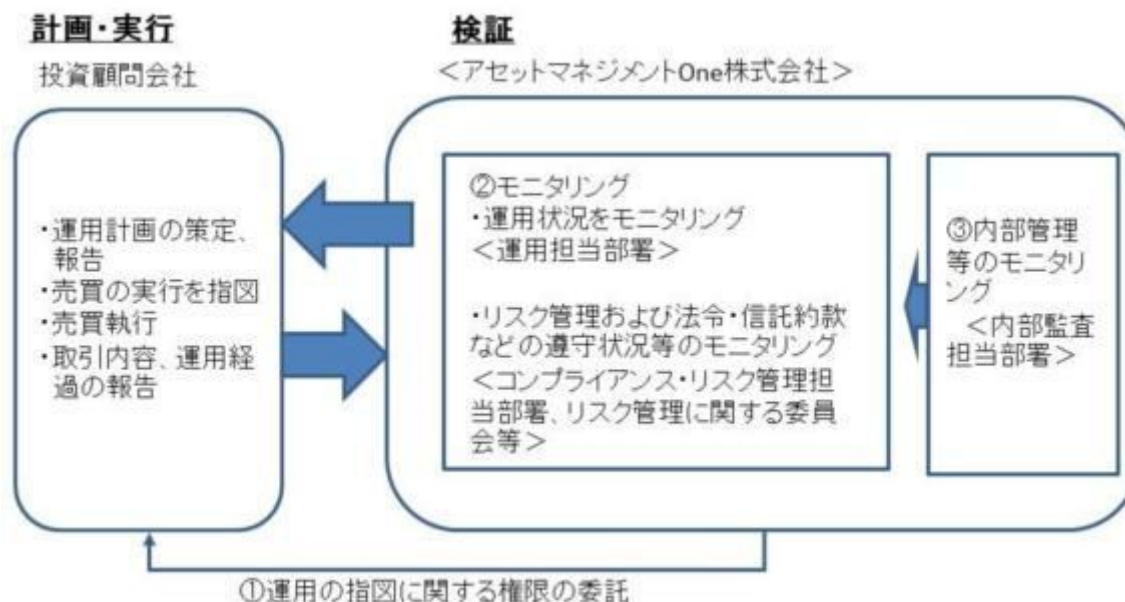 計画・実行
投資顧問会社
・運用計画の策定、
報告
・売買の実行を指図
・売買執行
・取引内容、運用経
過の報告
検証
＜アセットマネジメントOne株式会社＞
②モニタリング
・運用状況をモニタリング
＜運用担当部署＞
・リスク管理および法令・信託約款
などの遵守状況等のモニタリング
＜コンプライアンス・リスク管理担
当部署、リスク管理に関する委員
会等＞
③内部管理
等のモニタリ
ング
＜内部監査
担当部署＞
①運用の指図に関する権限の委託